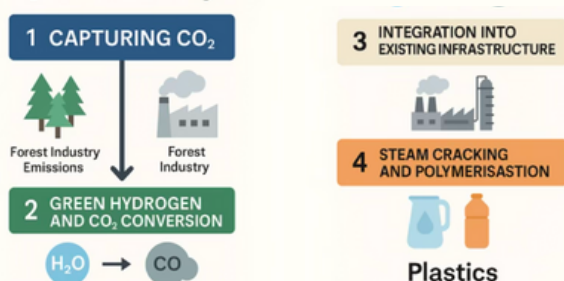 1 CAPTURING CO₂
Forest Industry
Emissions
Forest
Industry
2 GREEN HYDROGEN
AND CO₂ CONVERSION
H₂O → CO
3 INTEGRATION INTO
EXISTING INFRASTRUCTURE
4 STEAM CRACKING
AND POLYMERISASTION
Plastics